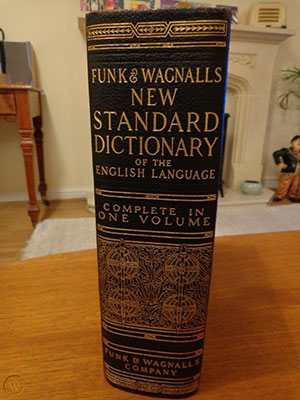 FUNK & WAGNALLS
NEW
STANDARD
DICTIONARY
OF THE
ENGLISH LANGUAGE
COMPLETE IN
ONE VOLUME
FUNK & WAGNALLS
COMPANY